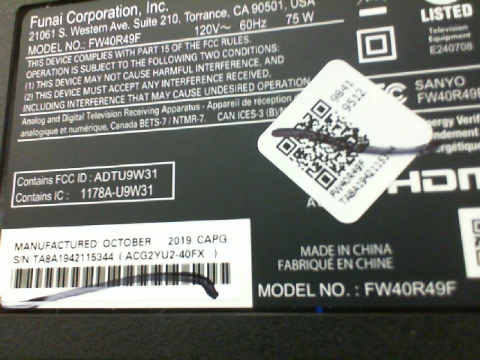 Funai Corporation, Inc.
21061 S. Western Ave, Suite 210, Torrance, CA 90501, USA
MODEL NO.: FW40R49F 120V~ 60Hz 75 W
THIS DEVICE COMPLIES WITH PART 15 OF THE FCC RULES.
OPERATION IS SUBJECT TO THE FOLLOWING TWO CONDITIONS:
(1) THIS DEVICE MAY NOT CAUSE HARMFUL INTERFERENCE, AND
(2) THIS DEVICE MUST ACCEPT ANY INTERFERENCE RECEIVED,
INCLUDING INTERFERENCE THAT MAY CAUSE UNDESIRED OPERATION
Analog and Digital Television Receiving Apparatus - Appareil de réception
analogique et numérique, Canada BETS-7 / NTMR-7. CAN ICES-3 (B)
LISTED
Television
Equipment
E240708
SANYO
FW40R49F
9512
HDMI
Contains FCC ID : ADTU9W31
Contains IC : 1178A-U9W31
MANUFACTURED OCTOBER 2019 CAPG
S/N TA8A1942115344 ( ACG2YU2-40FX )
MADE IN CHINA
FABRIQUÉ EN CHINE
MODEL NO. : FW40R49F